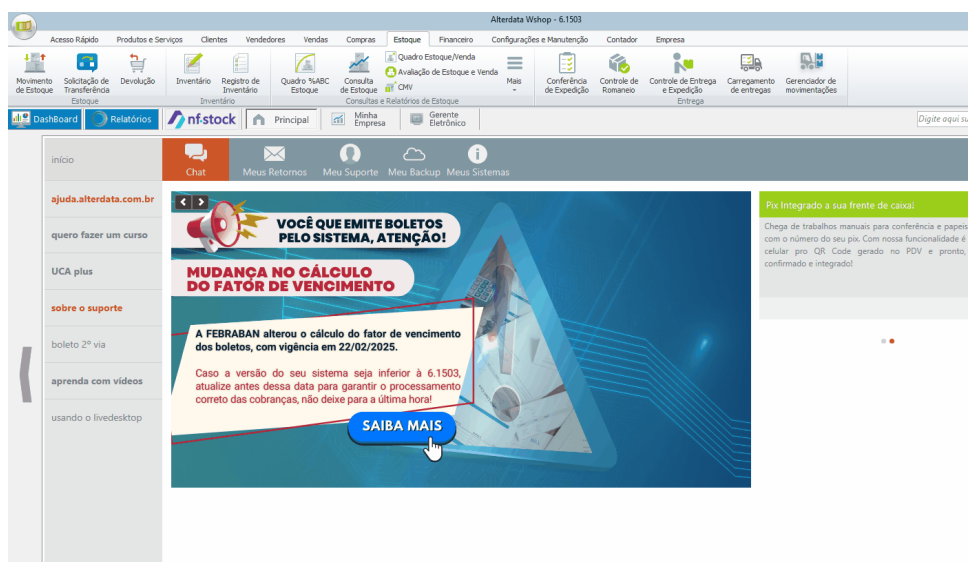 Alterdata Wshop - 6.1503
Acesso Rápido Produtos e Serviços Clientes Vendedores Vendas Compras Estoque Financeiro Configurações e Manutenção Contador Empresa
Movimento de Estoque
Solicitação de Transferência
Devolução
Estoque
Inventário
Registro de Inventário
Inventário
Quadro %ABC Estoque
Consulta de Estoque
Quadro Estoque/Venda
Avaliação de Estoque e Venda
CMV
Mais
Consultas e Relatórios de Estoque
Conferência de Expedição
Controle de Romaneio
Controle de Entrega e Expedição
Carregamento de entregas
Gerenciador de movimentações
Entrega
DashBoard
Relatórios
nf-stock
Principal
Minha Empresa
Gerente Eletrônico
Digite aqui su
início
ajuda.alterdata.com.br
quero fazer um curso
UCA plus
sobre o suporte
boleto 2º via
aprenda com vídeos
usando o livedesktop
Chat
Meus Retornos
Meu Suporte
Meu Backup
Meus Sistemas
VOCÊ QUE EMITE BOLETOS
PELO SISTEMA, ATENÇÃO!
MUDANÇA NO CÁLCULO
DO FATOR DE VENCIMENTO
A FEBRABAN alterou o cálculo do fator de vencimento
dos boletos, com vigência em 22/02/2025.
Caso a versão do seu sistema seja inferior à 6.1503,
atualize antes dessa data para garantir o processamento
correto das cobranças, não deixe para a última hora!
SAIBA MAIS
Pix Integrado a sua frente de caixa!
Chega de trabalhos manuais para conferência e papeis
com o número do seu pix. Com nossa funcionalidade é
celular pro QR Code gerado no PDV e pronto,
confirmado e integrado!